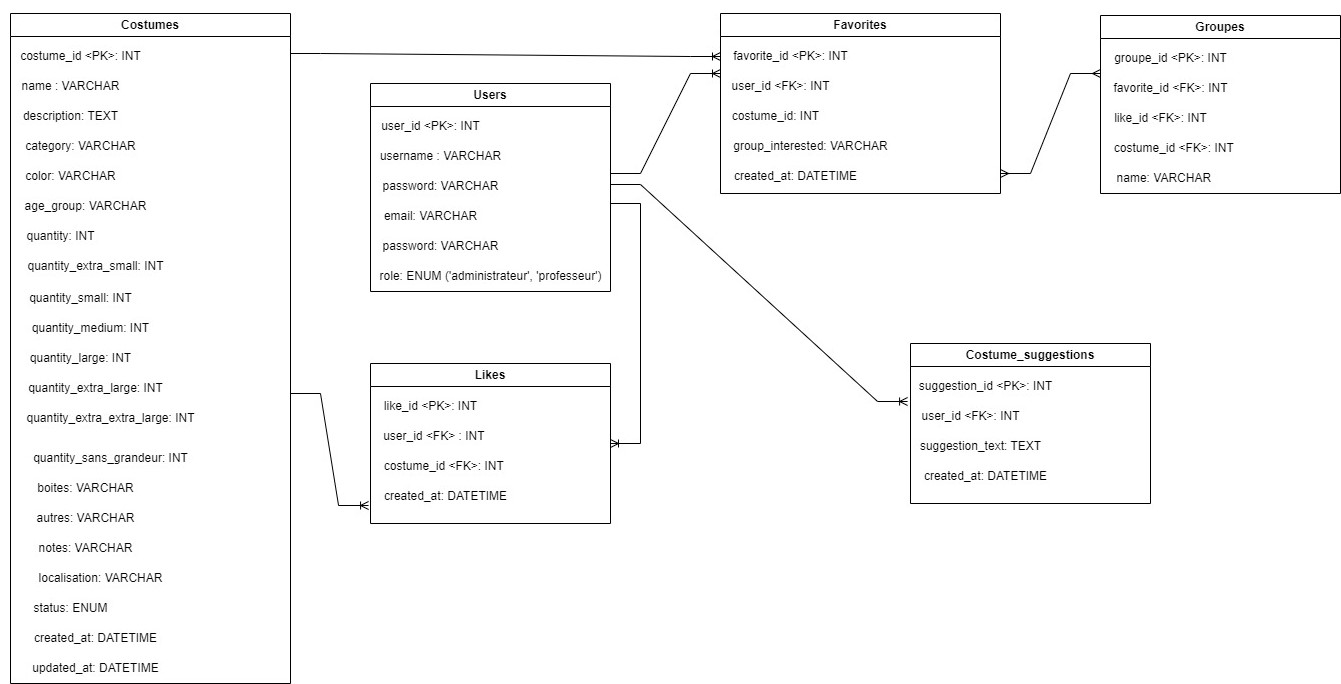 Costumes
costume_id <PK>: INT
name : VARCHAR
description: TEXT
category: VARCHAR
color: VARCHAR
age_group: VARCHAR
quantity: INT
quantity_extra_small: INT
quantity_small: INT
quantity_medium: INT
quantity_large: INT
quantity_extra_large: INT
quantity_extra_extra_large: INT
quantity_sans_grandeur: INT
boites: VARCHAR
autres: VARCHAR
notes: VARCHAR
localisation: VARCHAR
status: ENUM
created_at: DATETIME
updated_at: DATETIME
Users
user_id <PK>: INT
username : VARCHAR
password: VARCHAR
email: VARCHAR
password: VARCHAR
role: ENUM ('administrateur', 'professeur')
Likes
like_id <PK>: INT
user_id <FK> : INT
costume_id <FK>: INT
created_at: DATETIME
Favorites
favorite_id <PK>: INT
user_id <FK>: INT
costume_id: INT
group_interested: VARCHAR
created_at: DATETIME
Groupes
groupe_id <PK>: INT
favorite_id <FK>: INT
like_id <FK>: INT
costume_id <FK>: INT
name: VARCHAR
Costume_suggestions
suggestion_id <PK>: INT
user_id <FK>: INT
suggestion_text: TEXT
created_at: DATETIME